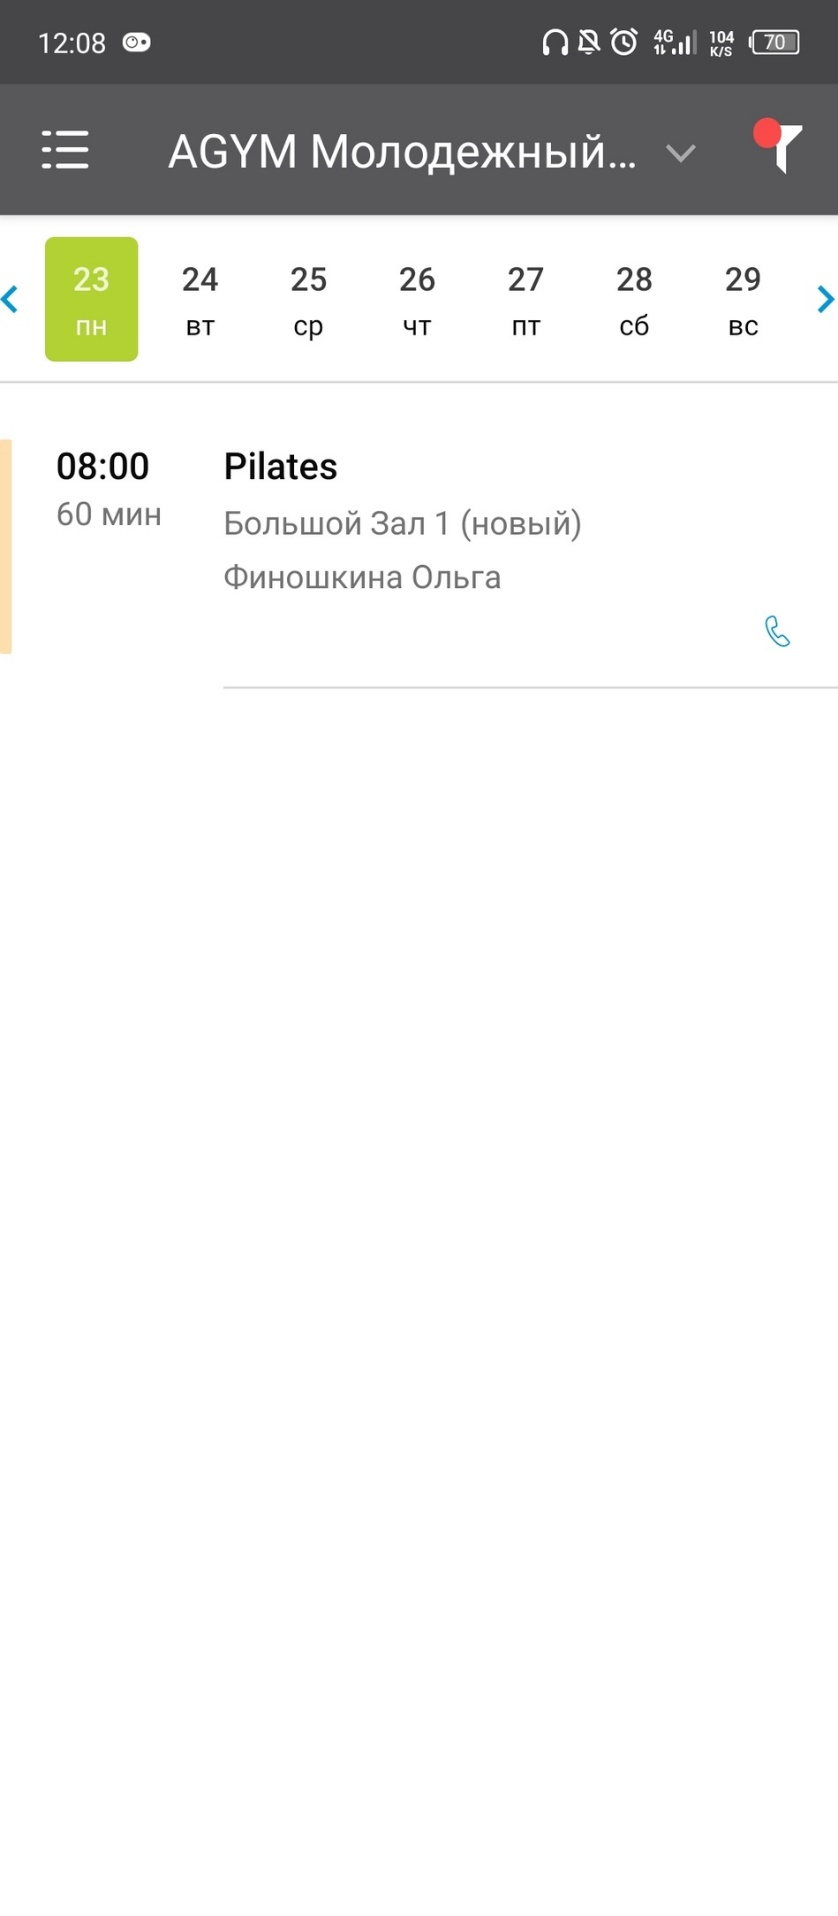 12:08
4G 104 K/S 70
AGYM Молодежный...
23 24 25 26 27 28 29
пн вт ср чт пт сб вс
08:00 Pilates
60 мин Большой Зал 1 (новый)
Финошкина Ольга